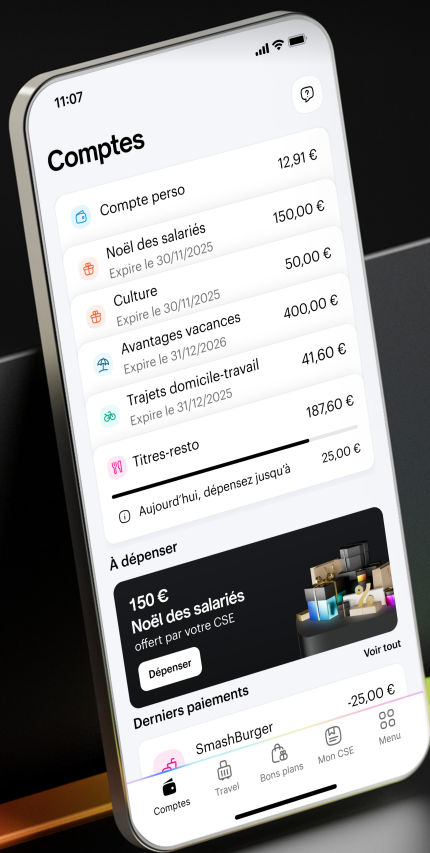 11:07
Comptes
Compte perso 12,91 €
Noël des salariés 150,00 €
Expire le 30/11/2025
Culture 50,00 €
Expire le 30/11/2025
Avantages vacances 400,00 €
Expire le 31/12/2026
Trajets domicile-travail 41,60 €
Expire le 31/12/2025
Titres-resto 187,60 €
Aujourd'hui, dépensez jusqu'à 25,00 €
À dépenser
150 €
Noël des salariés
offert par votre CSE
Dépenser
Derniers paiements Voir tout
SmashBurger -25,00 €
Comptes Travel Bons plans Mon CSE Menu